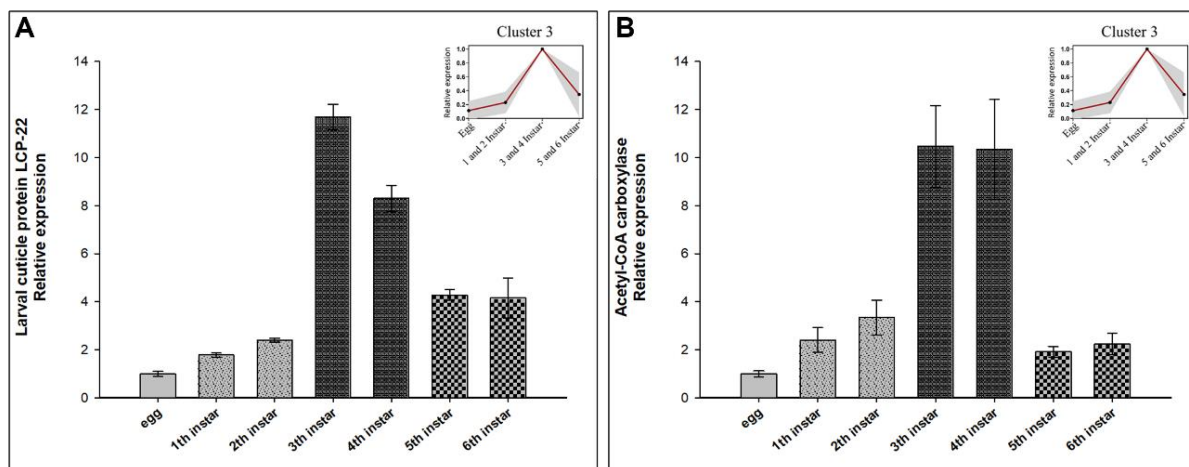 A
Cluster 3
Relative expression
1.0
0.8
0.6
0.4
0.2
0.0
Egg
1 and 2 Instar
3 and 4 Instar
5 and 6 Instar
Larval cuticle protein LCP-22
Relative expression
14
12
10
8
6
4
2
0
egg
1th instar
2th instar
3th instar
4th instar
5th instar
6th instar
B
Cluster 3
Relative expression
1.0
0.8
0.6
0.4
0.2
0.0
Egg
1 and 2 Instar
3 and 4 Instar
5 and 6 Instar
Acetyl-CoA carboxylase
Relative expression
14
12
10
8
6
4
2
0
egg
1th instar
2th instar
3th instar
4th instar
5th instar
6th instar